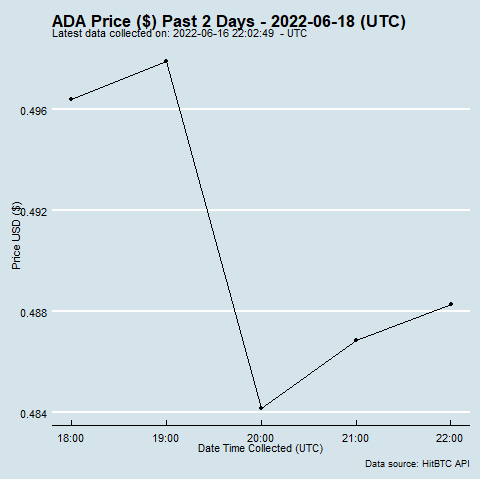 ADA Price ($) Past 2 Days - 2022-06-18 (UTC)
Latest data collected on: 2022-06-16 22:02:49 - UTC
0.496
0.492
0.488
0.484
Price USD ($)
18:00 19:00 20:00 21:00 22:00
Date Time Collected (UTC)
Data source: HitBTC API